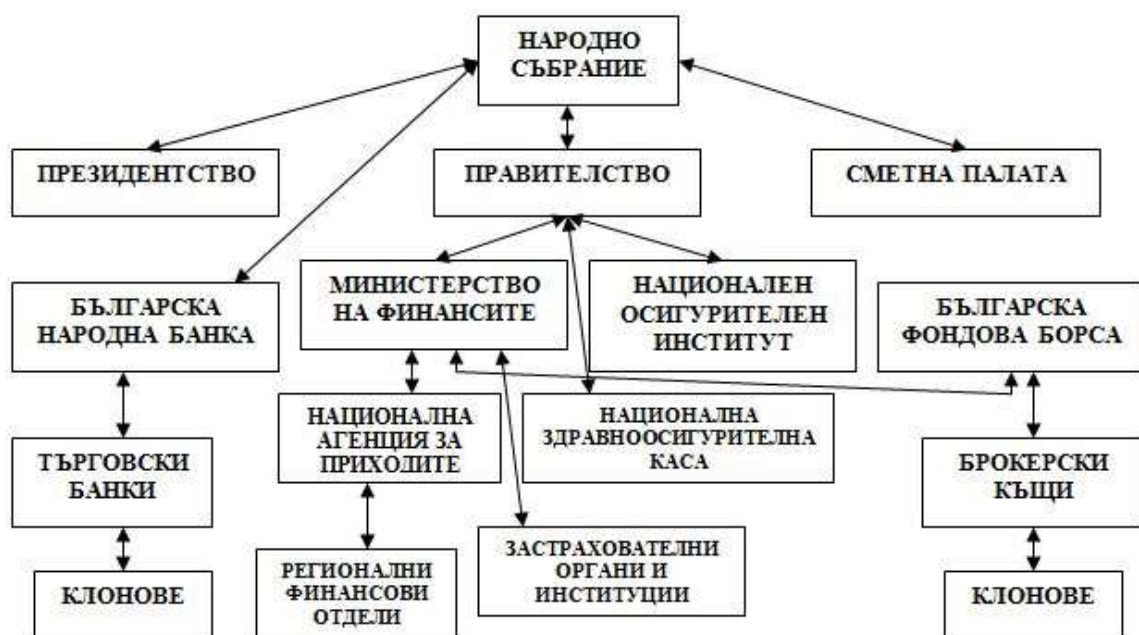 НАРОДНО
СЪБРАНИЕ
ПРЕЗИДЕНТСТВО
ПРАВИТЕЛСТВО
СМЕТНА ПАЛАТА
БЪЛГАРСКА
НАРОДНА БАНКА
МИНИСТЕРСТВО
НА ФИНАНСИТЕ
НАЦИОНАЛЕН
ОСИГУРИТЕЛЕН
ИНСТИТУТ
БЪЛГАРСКА
ФОНДОВА БОРСА
НАЦИОНАЛНА
АГЕНЦИЯ ЗА
ПРИХОДИТЕ
НАЦИОНАЛНА
ЗДРАВНООСИГУРИТЕЛНА
КАСА
ТЪРГОВСКИ
БАНКИ
БРОКЕРСКИ
КЪЩИ
КЛОНОВЕ
РЕГИОНАЛНИ
ФИНАНСОВИ
ОТДЕЛИ
ЗАСТРАХОВАТЕЛНИ
ОРГАНИ И
ИНСТИТУЦИИ
КЛОНОВЕ